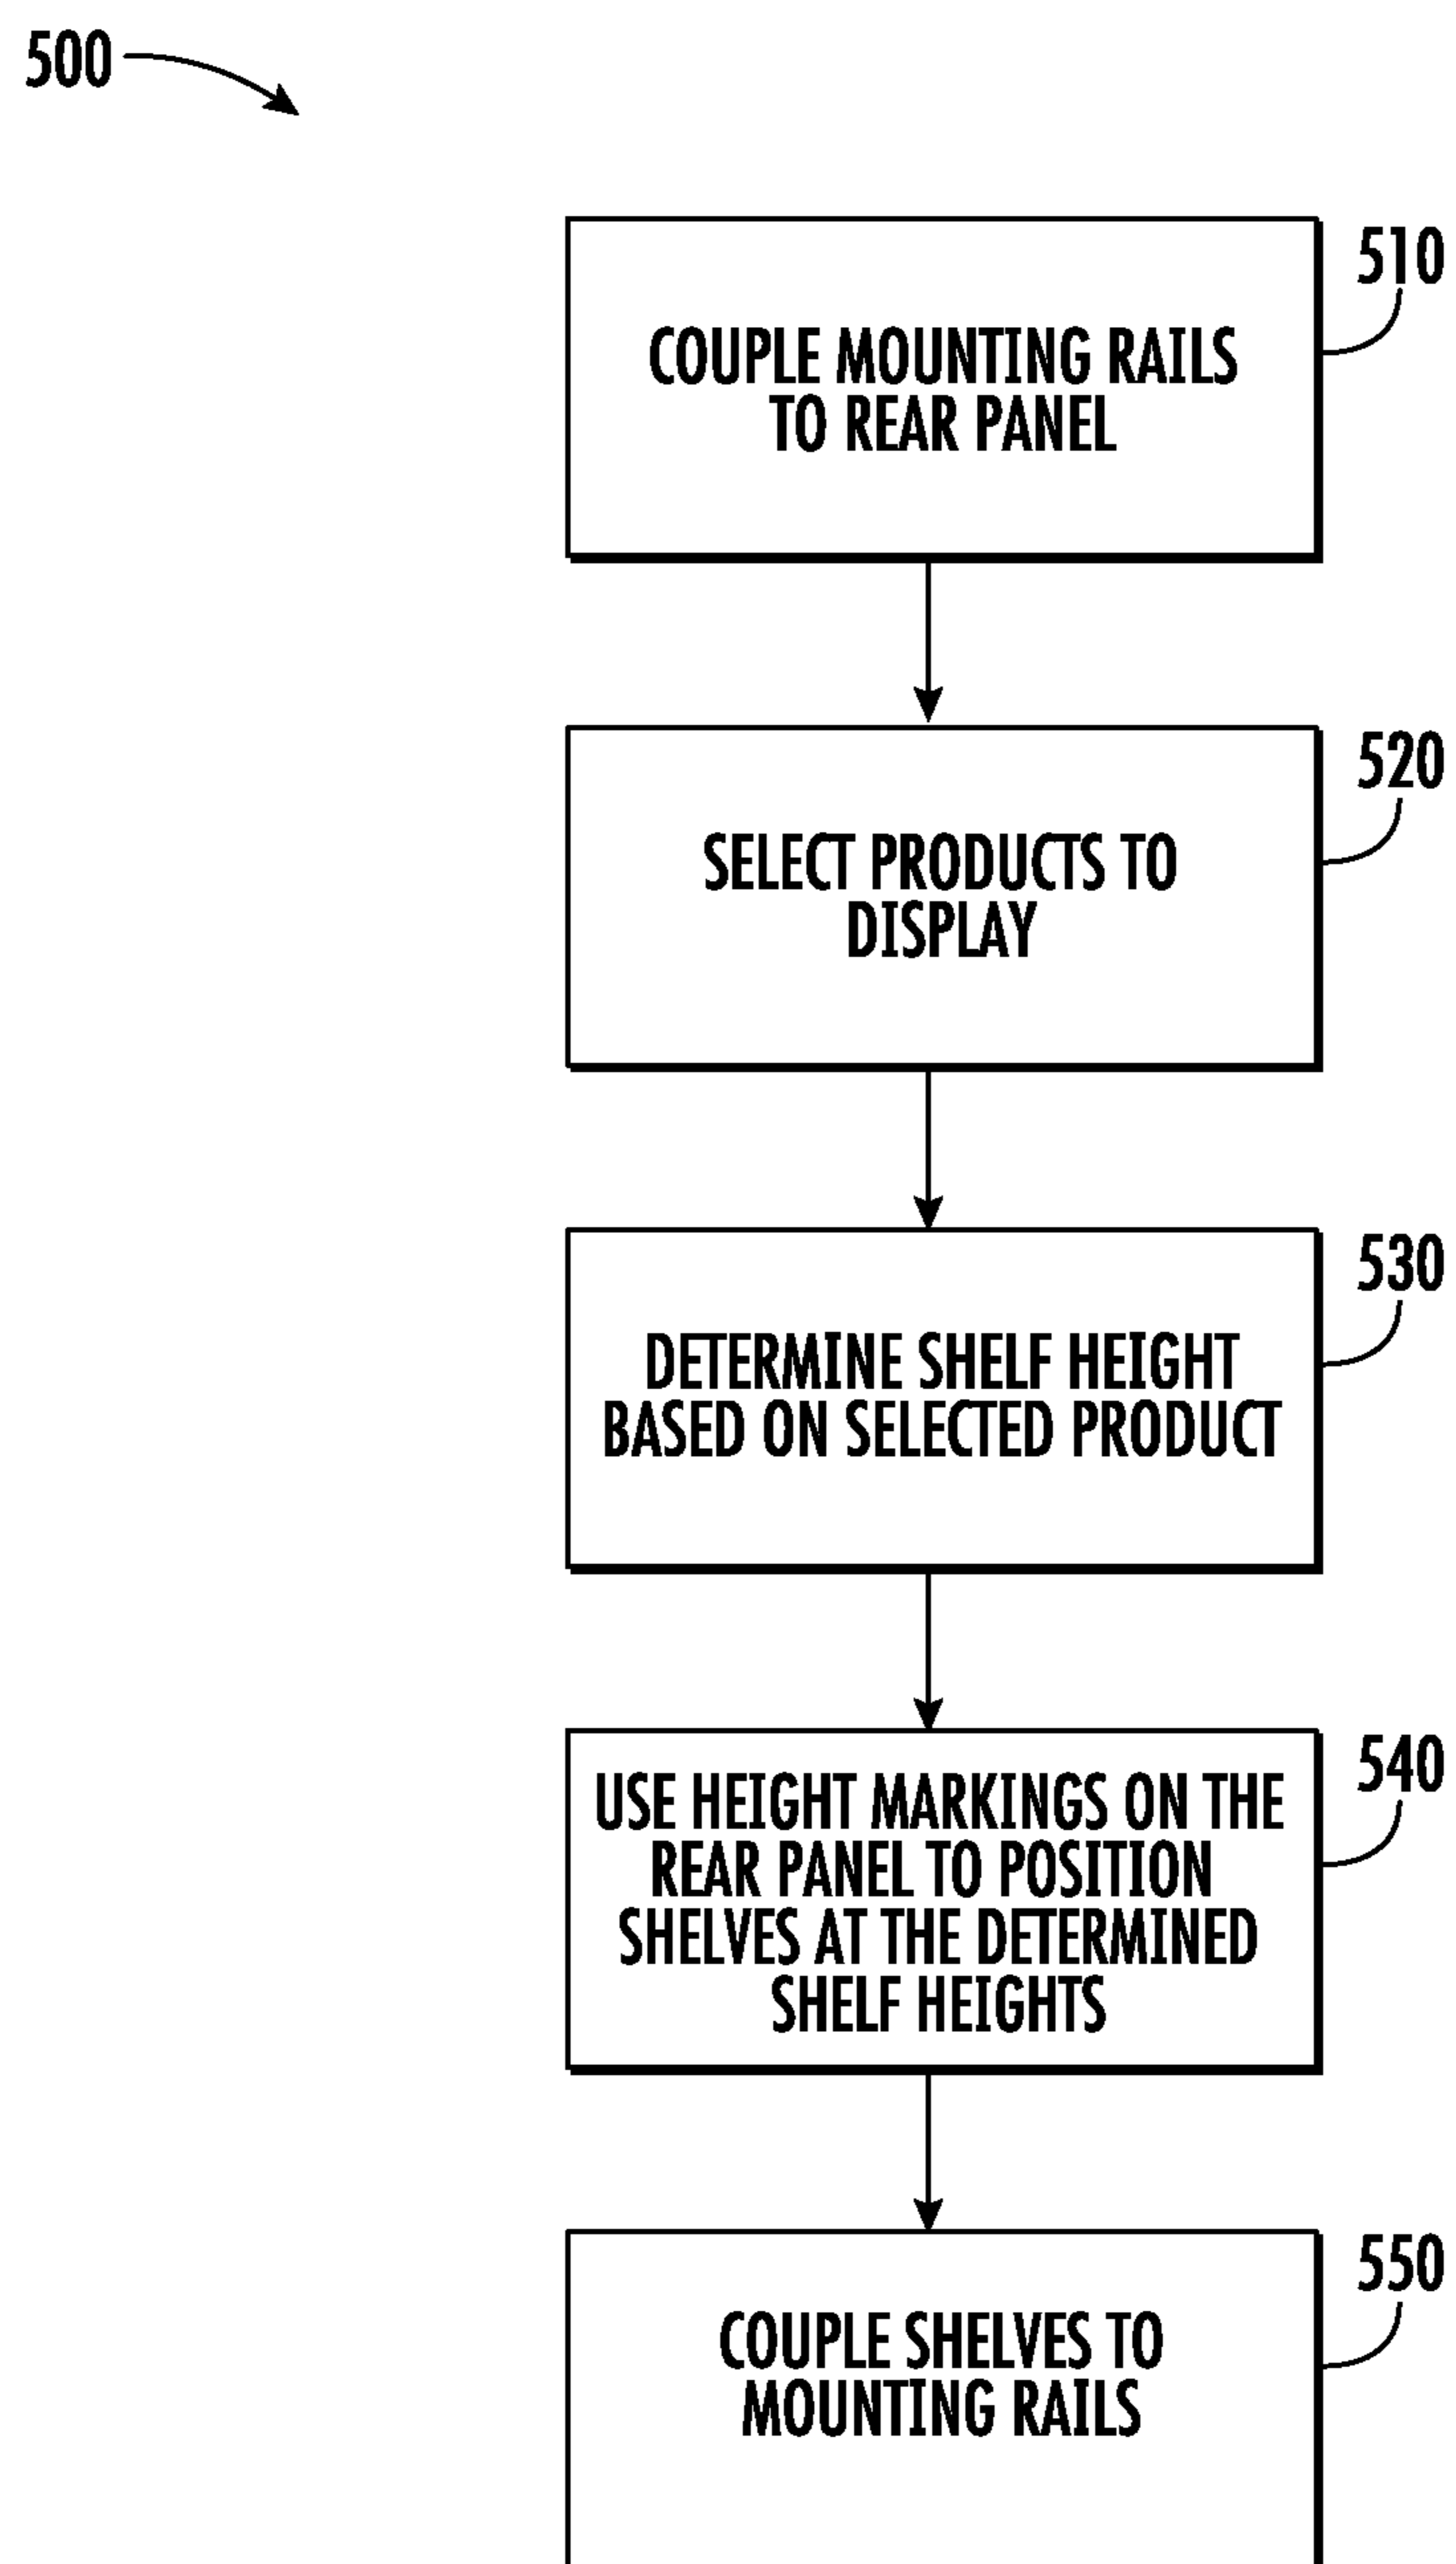 500
510
COUPLE MOUNTING RAILS
TO REAR PANEL
520
SELECT PRODUCTS TO
DISPLAY
530
DETERMINE SHELF HEIGHT
BASED ON SELECTED PRODUCT
540
USE HEIGHT MARKINGS ON THE
REAR PANEL TO POSITION
SHELVES AT THE DETERMINED
SHELF HEIGHTS
550
COUPLE SHELVES TO
MOUNTING RAILS